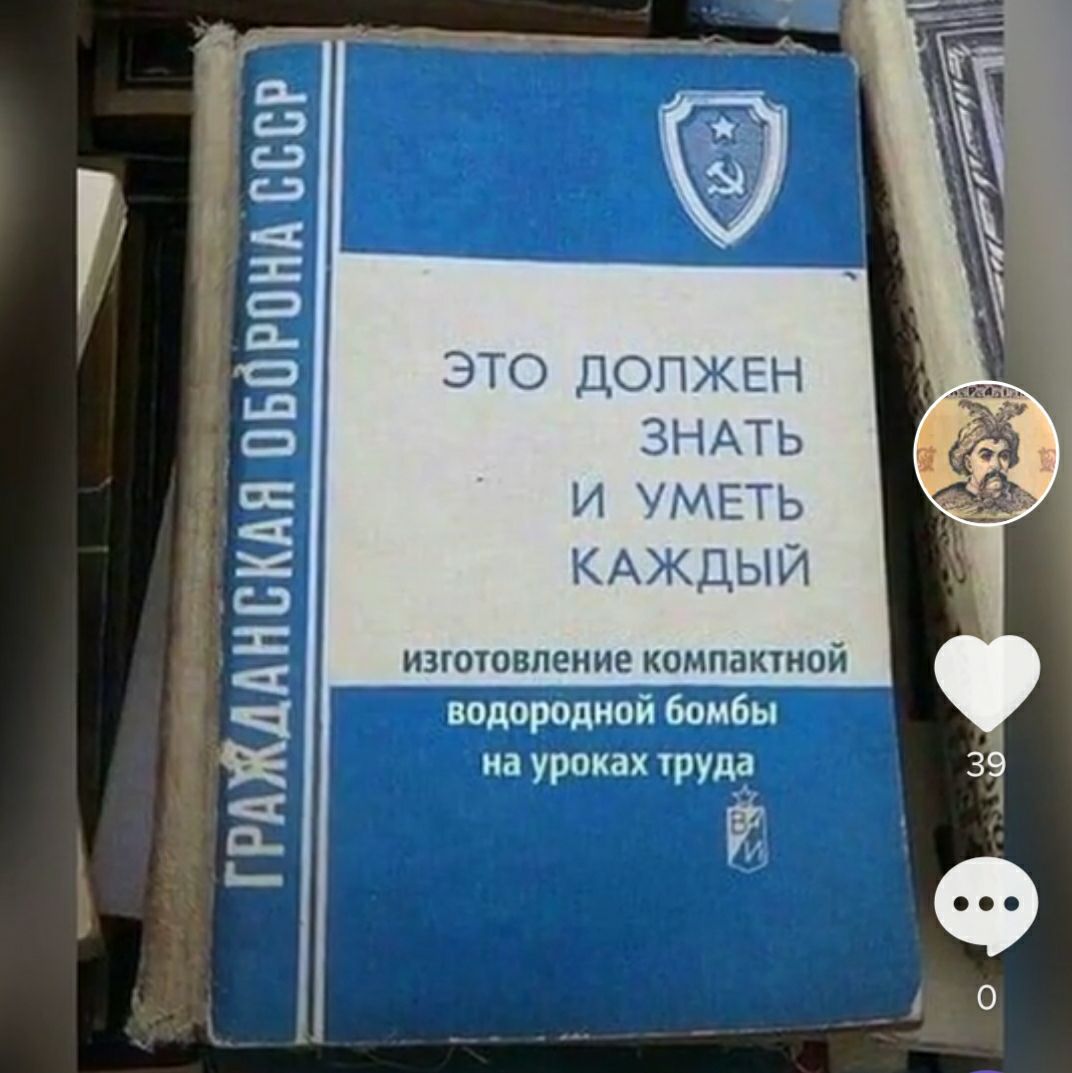 ГРАЖДАНСКАЯ ОБОРОНА СССР
ЭТО ДОЛЖЕН
ЗНАТЬ
И УМЕТЬ
КАЖДЫЙ
изготовление компактной
водородной бомбы
на уроках труда
39
0